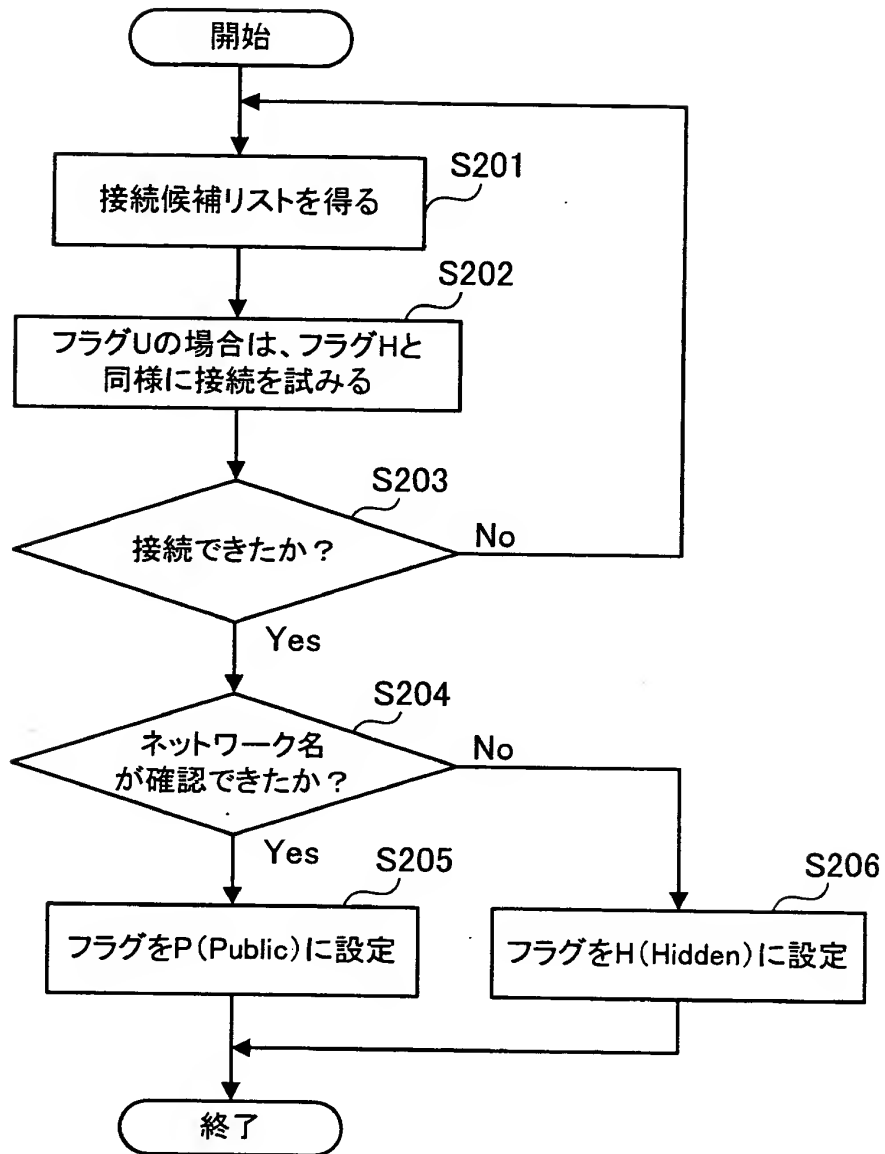 開始
S201
接続候補リストを得る
S202
フラグUの場合は、フラグHと
同様に接続を試みる
S203
接続できたか？
No
Yes
S204
ネットワーク名
が確認できたか？
No
Yes
S205
フラグをP(Public)に設定
S206
フラグをH(Hidden)に設定
終了